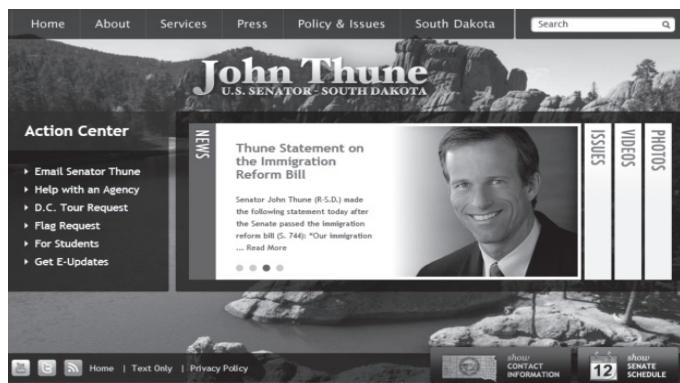 Home About Services Press Policy & Issues South Dakota Search
John Thune
U.S. SENATOR - SOUTH DAKOTA
Action Center
Email Senator Thune
Help with an Agency
D.C. Tour Request
Flag Request
For Students
Get E-Updates
NEWS
Thune Statement on
the Immigration
Reform Bill
Senator John Thune (R-S.D.) made
the following statement today after
the Senate passed the immigration
reform bill (S. 744): "Our immigration
... Read More
ISSUES
VIDEOS
PHOTOS
Home | Text Only | Privacy Policy
show
CONTACT
INFORMATION
12
show
SENATE
SCHEDULE